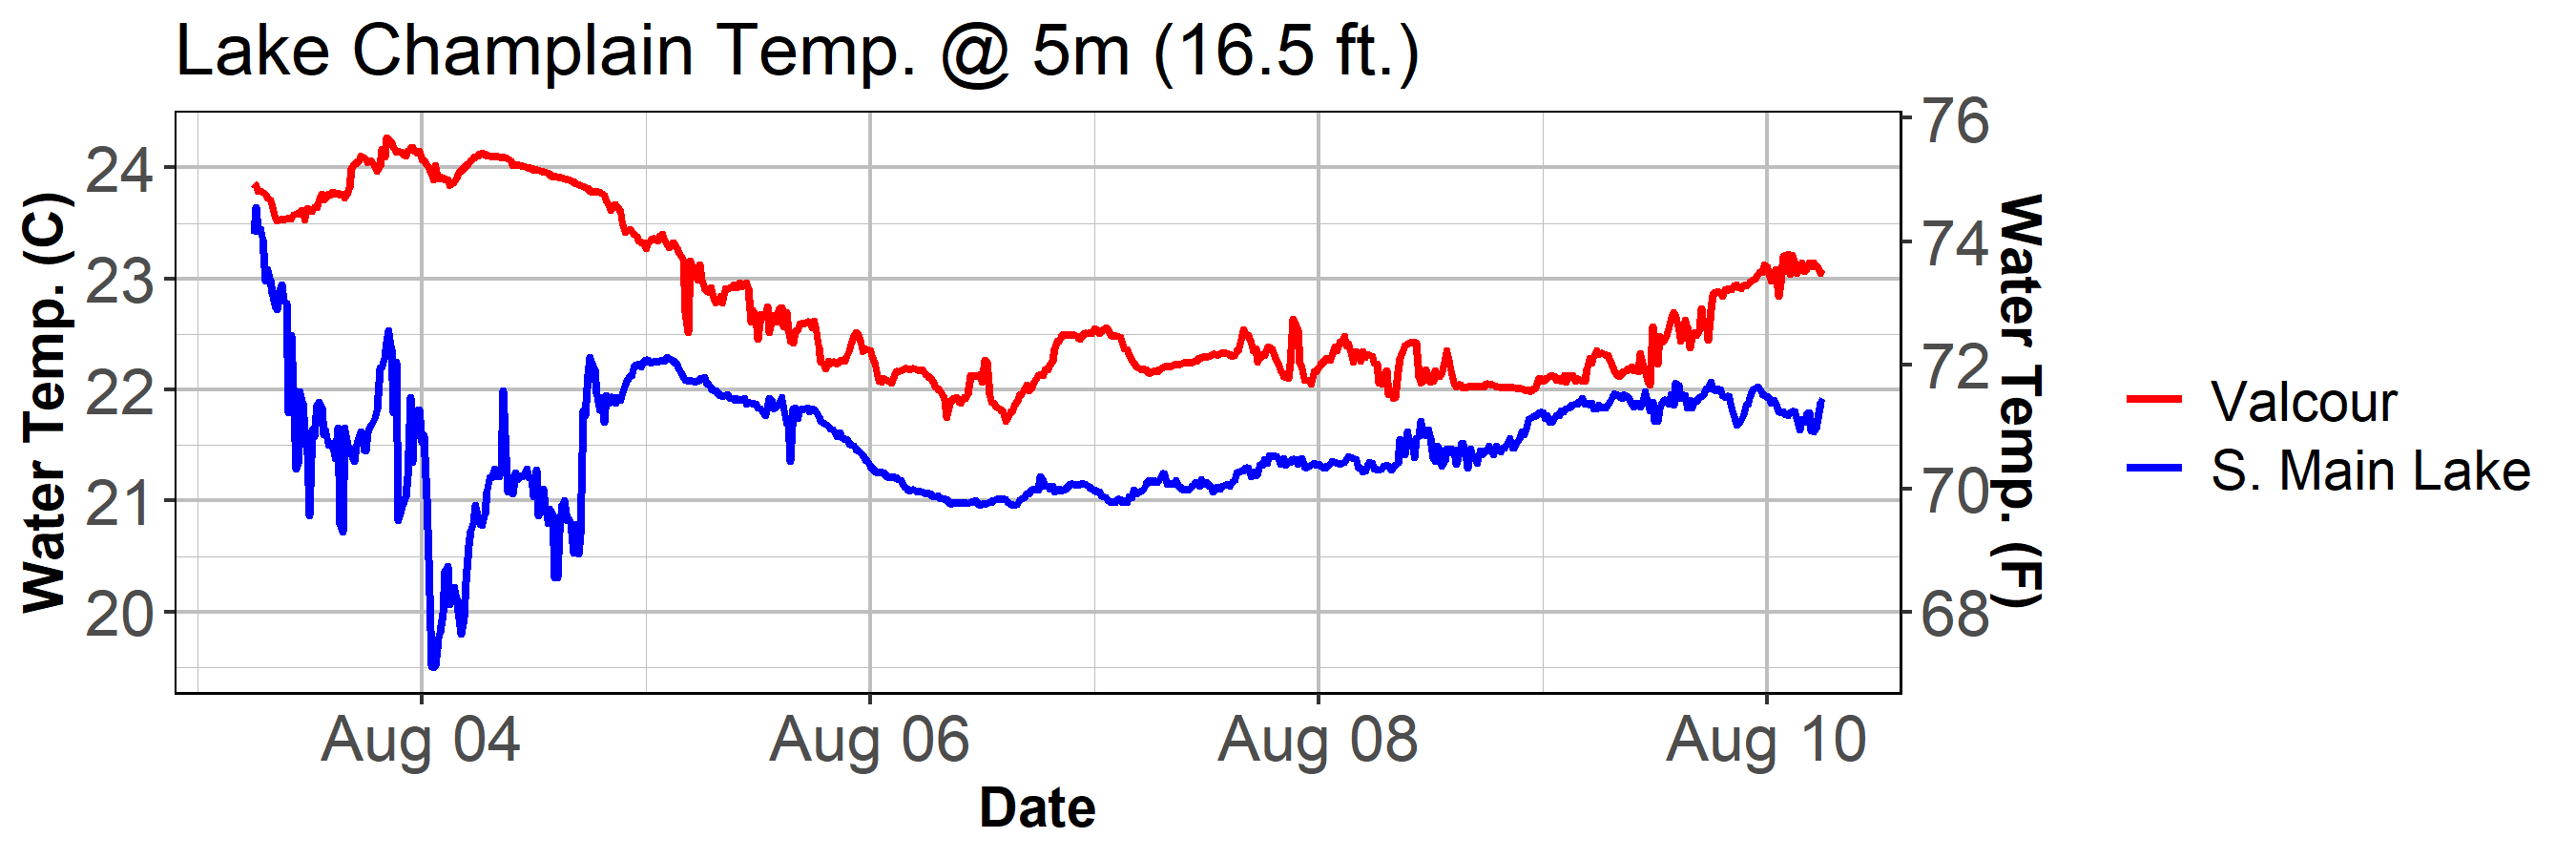 Lake Champlain Temp. @ 5m (16.5 ft.)
Water Temp. (C)
24
23
22
21
20
76
74
72
70
68
Water Temp. (F)
Aug 04
Aug 06
Aug 08
Aug 10
Date
Valcour
S. Main Lake